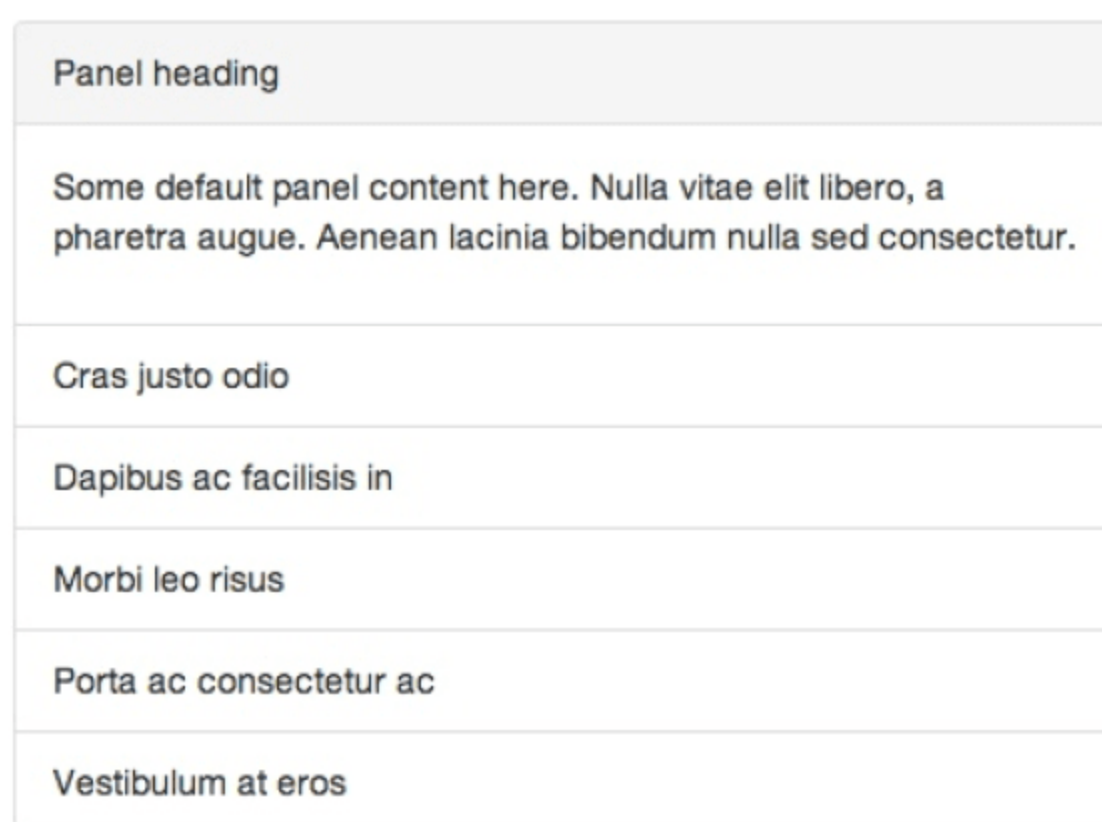 Panel heading
Some default panel content here. Nulla vitae elit libero, a
pharetra augue. Aenean lacinia bibendum nulla sed consectetur.
Cras justo odio
Dapibus ac facilisis in
Morbi leo risus
Porta ac consectetur ac
Vestibulum at eros